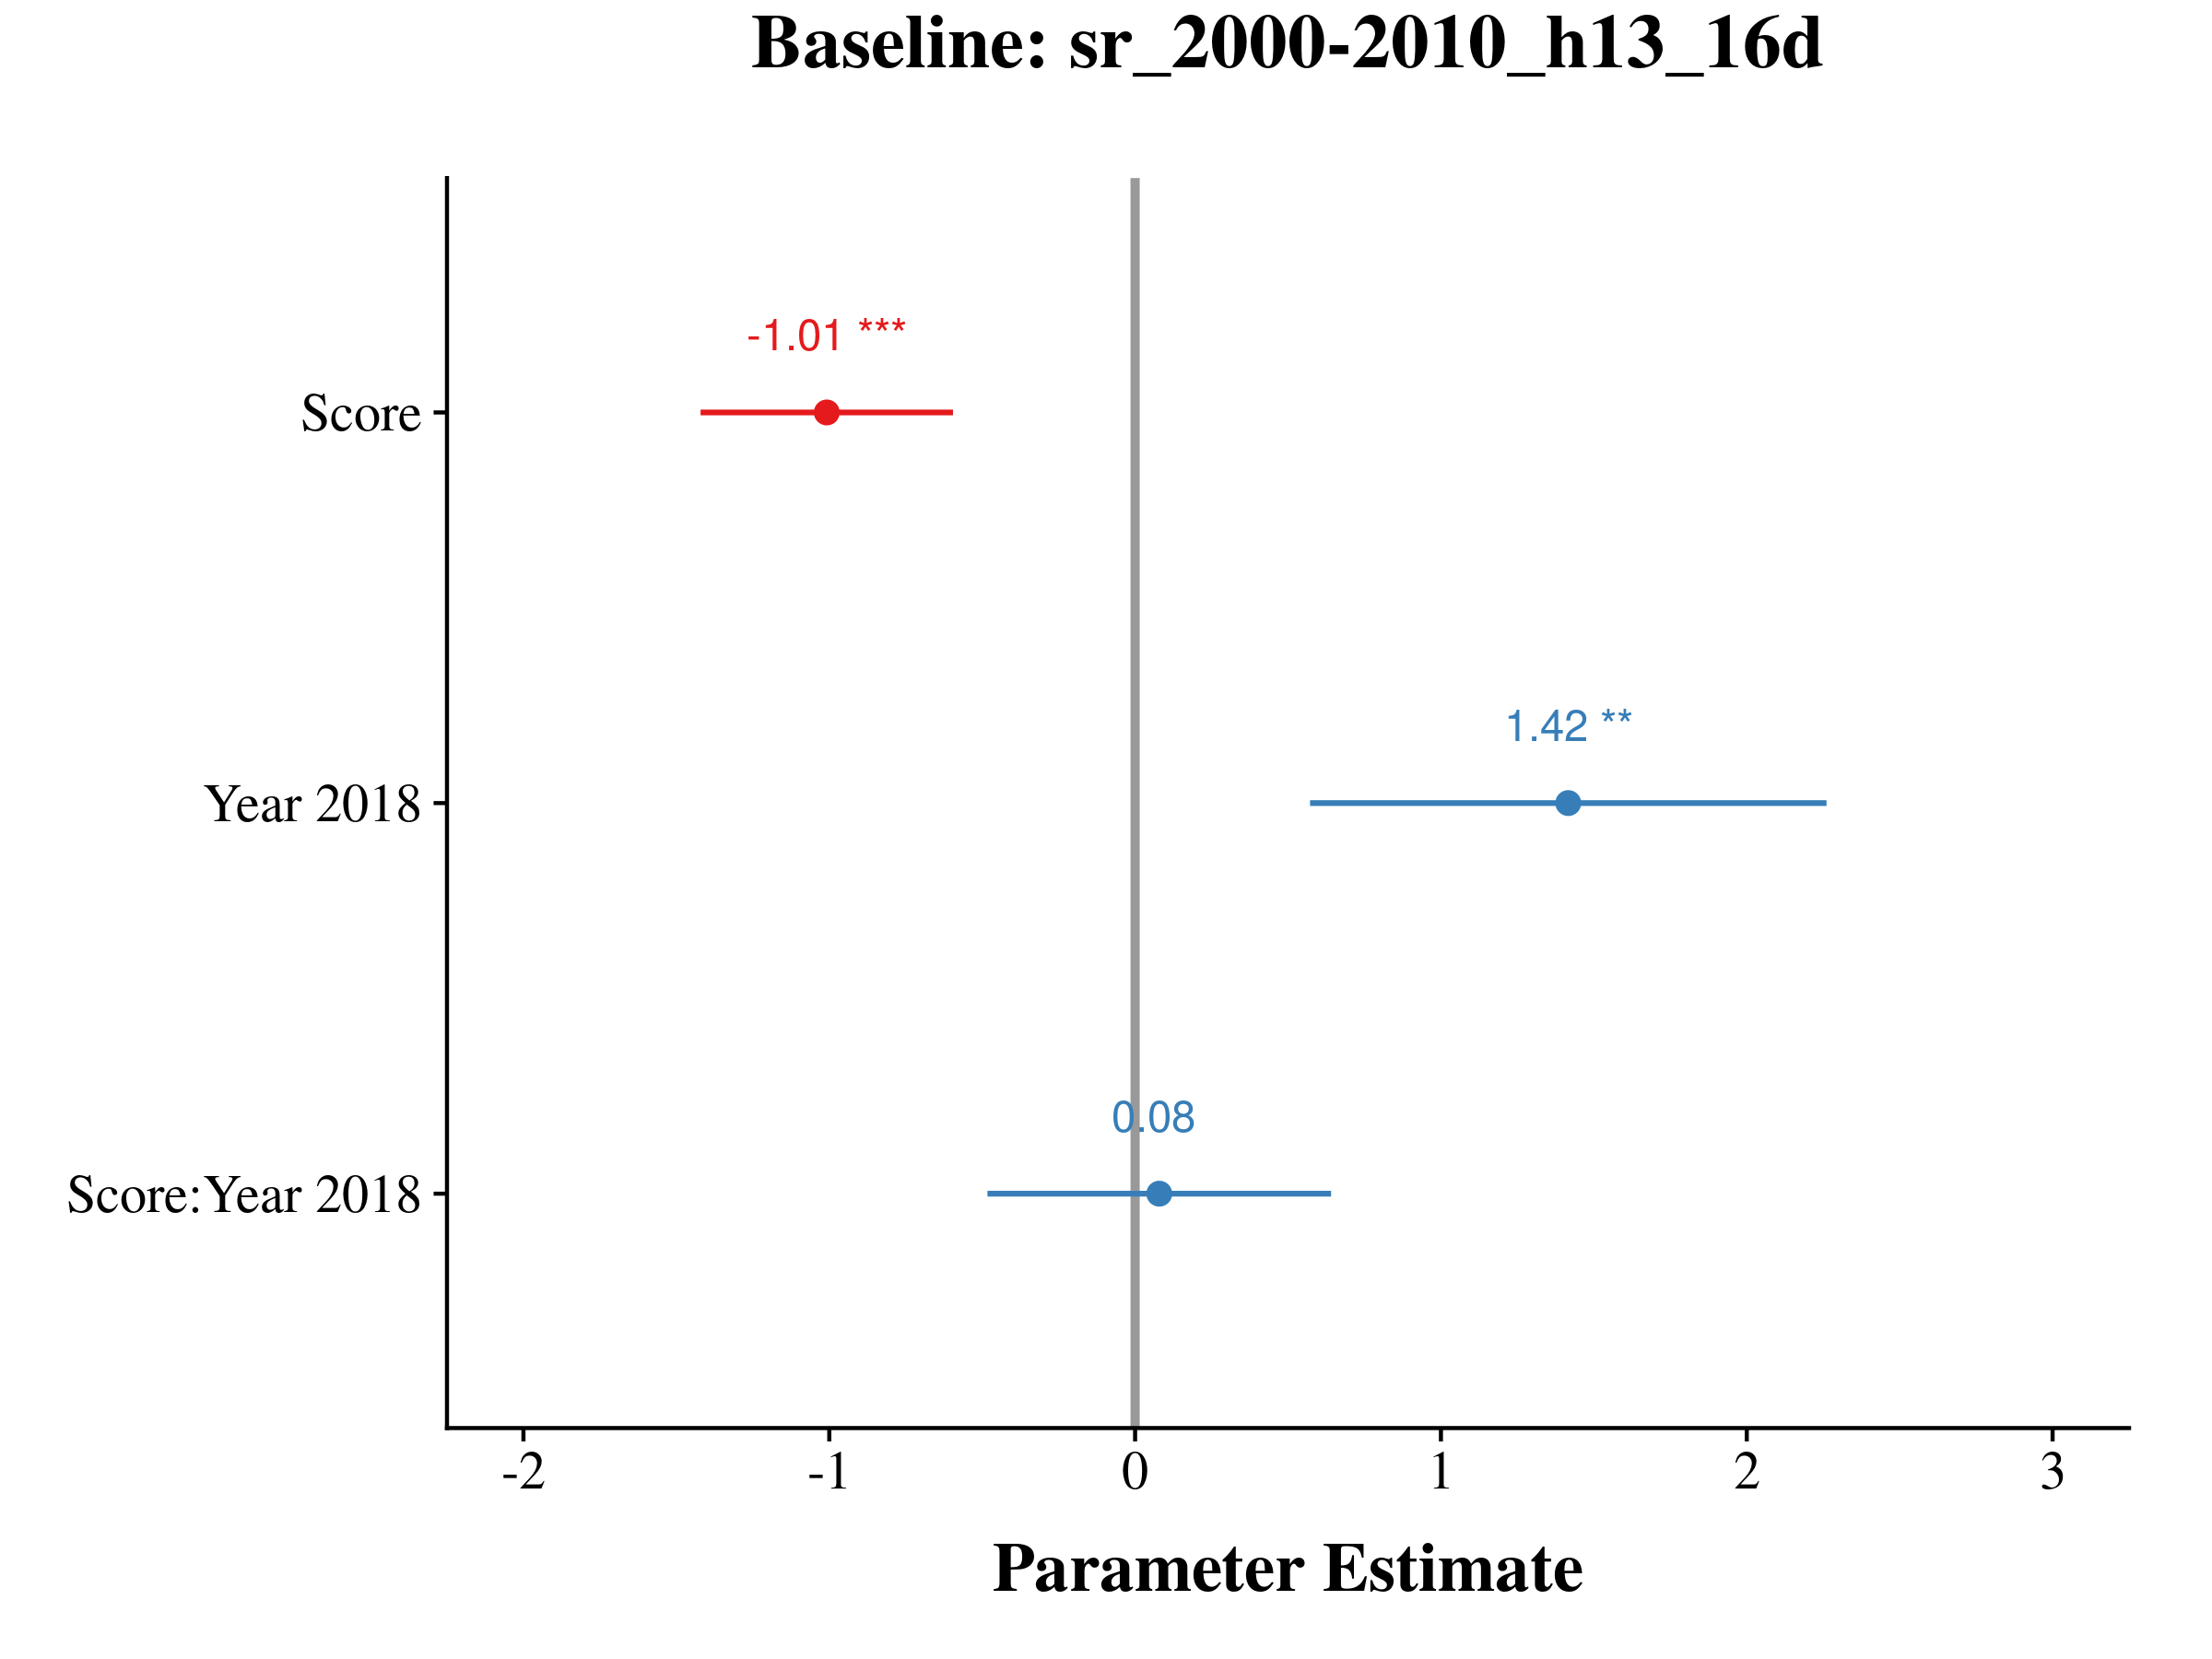 Baseline: sr_2000-2010_h13_16d
-1.01 ***
Score
1.42 **
Year 2018
0.08
Score:Year 2018
-2 -1 0 1 2 3
Parameter Estimate